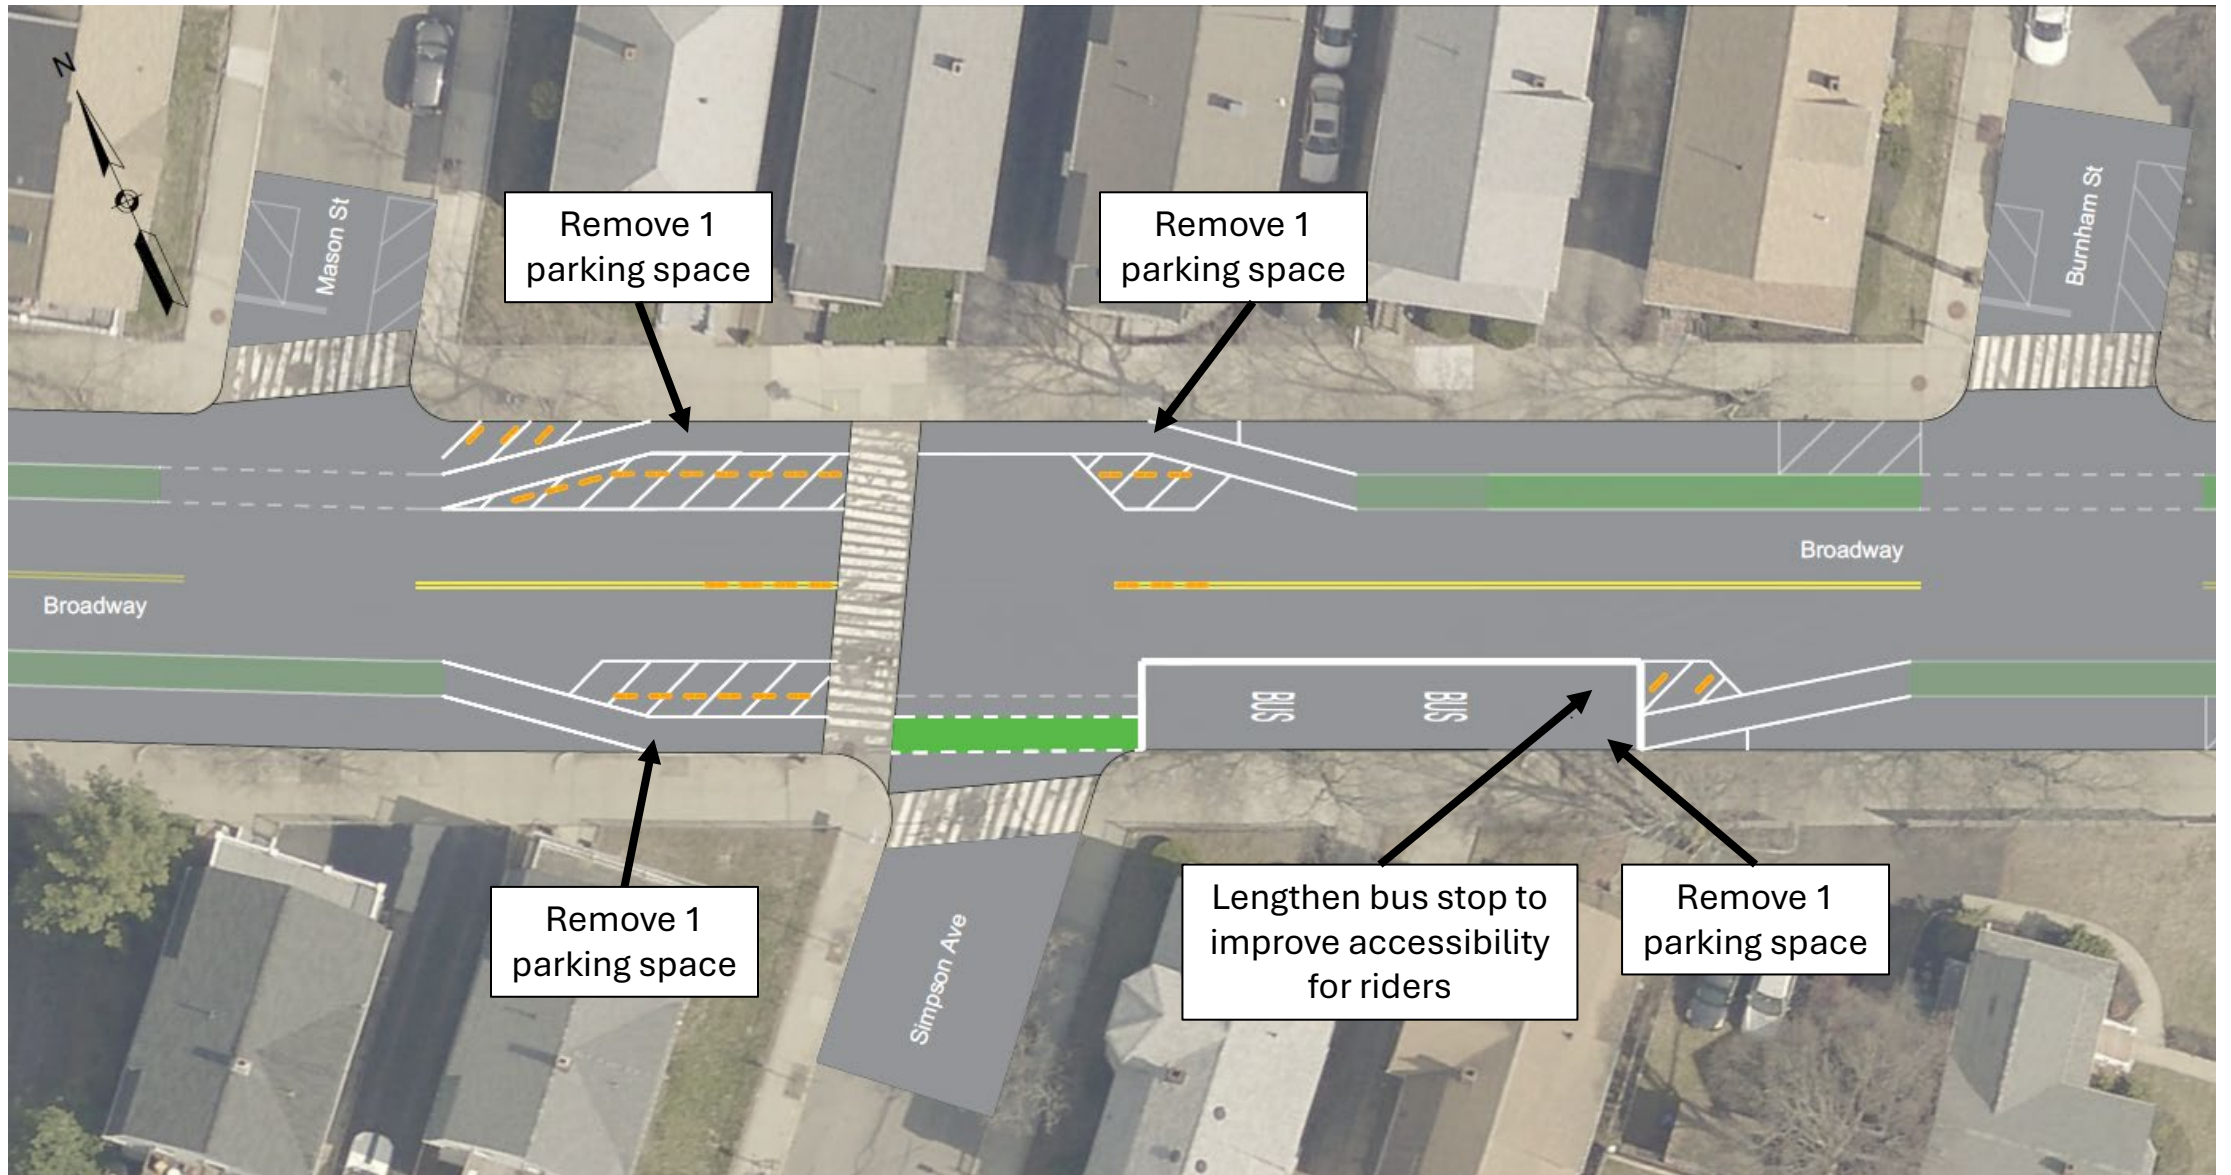 N
Mason St
Remove 1
parking space
Remove 1
parking space
Burnham St
Broadway
Broadway
BUS
BUS
Remove 1
parking space
Simpson Ave
Lengthen bus stop to
improve accessibility
for riders
Remove 1
parking space